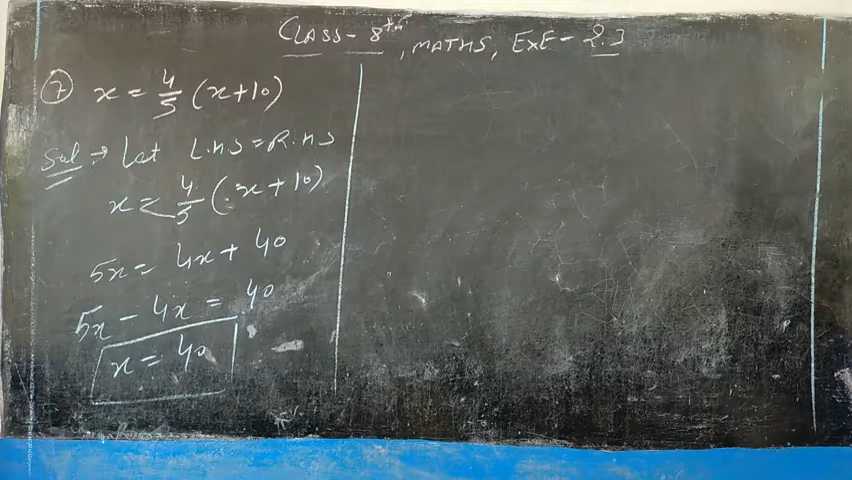 CLASS - 8th, MATHS, EXE - 2.3
⑦ x = 4/5 (x+10)
Sol → Let L.H.S = R.H.S
x = 4/5 (x + 10)
5x = 4x + 40
5x - 4x = 40
x = 40